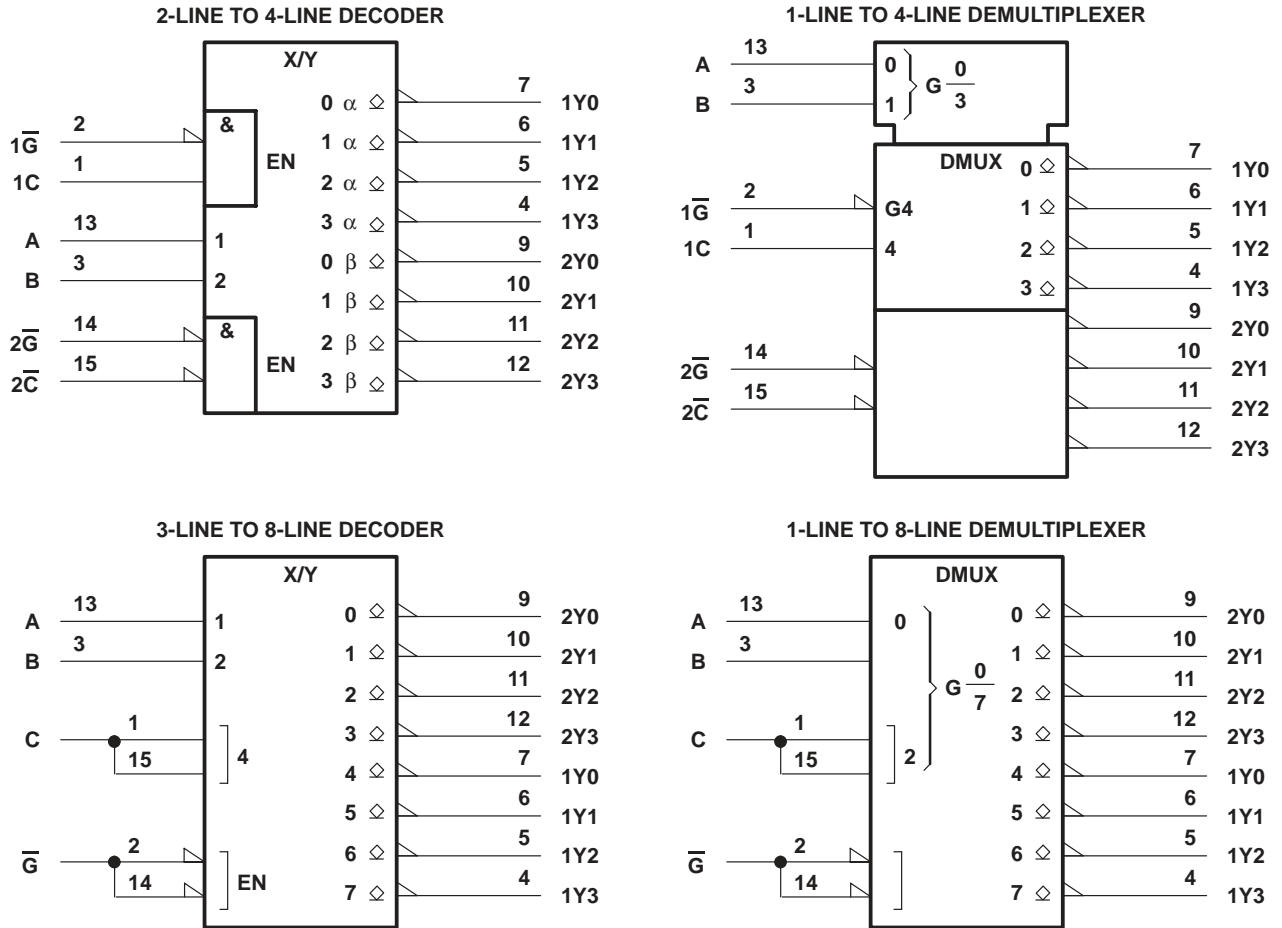 2-LINE TO 4-LINE DECODER
X/Y
1G̅ 2 & EN
1C 1
A 13 1
B 3 2
2G̅ 14 & EN
2C̅ 15
0 α ◇ 7 1Y0
1 α ◇ 6 1Y1
2 α ◇ 5 1Y2
3 α ◇ 4 1Y3
0 β ◇ 9 2Y0
1 β ◇ 10 2Y1
2 β ◇ 11 2Y2
3 β ◇ 12 2Y3
1-LINE TO 4-LINE DEMULTIPLEXER
A 13 0
B 3 1
G 0/3
DMUX
1G̅ 2 G4
1C 1 4
2G̅ 14
2C̅ 15
0 ◇ 7 1Y0
1 ◇ 6 1Y1
2 ◇ 5 1Y2
3 ◇ 4 1Y3
9 2Y0
10 2Y1
11 2Y2
12 2Y3
3-LINE TO 8-LINE DECODER
X/Y
A 13 1
B 3 2
C 1 15 4
G̅ 2 14 EN
0 ◇ 9 2Y0
1 ◇ 10 2Y1
2 ◇ 11 2Y2
3 ◇ 12 2Y3
4 ◇ 7 1Y0
5 ◇ 6 1Y1
6 ◇ 5 1Y2
7 ◇ 4 1Y3
1-LINE TO 8-LINE DEMULTIPLEXER
DMUX
A 13 0
B 3
C 1 15 2
G 0/7
G̅ 2 14
0 ◇ 9 2Y0
1 ◇ 10 2Y1
2 ◇ 11 2Y2
3 ◇ 12 2Y3
4 ◇ 7 1Y0
5 ◇ 6 1Y1
6 ◇ 5 1Y2
7 ◇ 4 1Y3